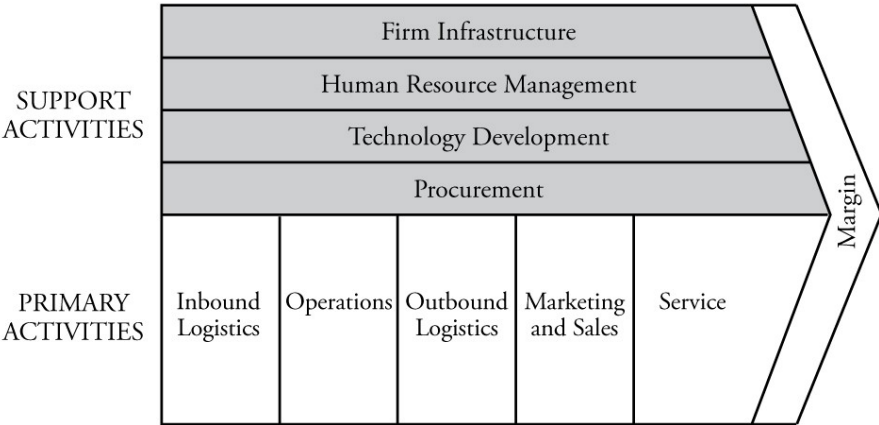 Firm Infrastructure
Human Resource Management
SUPPORT
ACTIVITIES
Technology Development
Procurement
Margin
PRIMARY
ACTIVITIES
Inbound
Logistics
Operations
Outbound
Logistics
Marketing
and Sales
Service